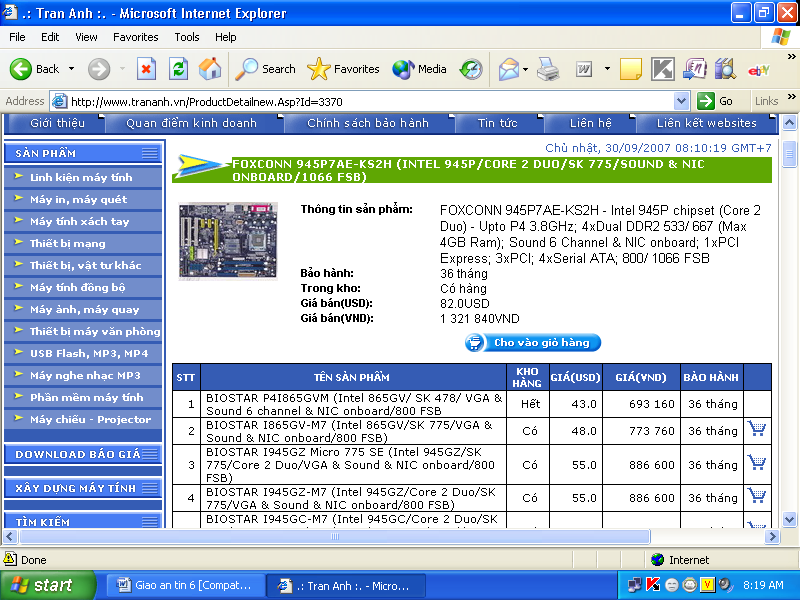 .: Tran Anh :. - Microsoft Internet Explorer
File Edit View Favorites Tools Help
Back Search Favorites Media
Address http://www.trananh.vn/ProductDetailnew.Asp?Id=3370 Go Links
Giới thiệu Quan điểm kinh doanh Chính sách bảo hành Tin tức Liên hệ Liên kết websites
Chủ nhật, 30/09/2007 08:10:19 GMT+7
SẢN PHẨM
Linh kiện máy tính
Máy in, máy quét
Máy tính xách tay
Thiết bị mạng
Thiết bị, vật tư khác
Máy tính đồng bộ
Máy ảnh, máy quay
Thiết bị máy văn phòng
USB Flash, MP3, MP4
Máy nghe nhạc MP3
Phần mềm máy tính
Máy chiếu - Projector
DOWNLOAD BÁO GIÁ
XÂY DỰNG MÁY TÍNH
TÌM KIẾM
FOXCONN 945P7AE-KS2H (INTEL 945P/CORE 2 DUO/SK 775/SOUND & NIC
ONBOARD/1066 FSB)
Thông tin sản phẩm: FOXCONN 945P7AE-KS2H - Intel 945P chipset (Core 2
Duo) - Upto P4 3.8GHz; 4xDual DDR2 533/ 667 (Max
4GB Ram); Sound 6 Channel & NIC onboard; 1xPCI
Express; 3xPCI; 4xSerial ATA; 800/ 1066 FSB
Bảo hành: 36 tháng
Trong kho: Có hàng
Giá bán(USD): 82.0USD
Giá bán(VND): 1 321 840VND
Cho vào giỏ hàng
STT TÊN SẢN PHẨM KHO HÀNG GIÁ(USD) GIÁ(VND) BẢO HÀNH
1 BIOSTAR P4I865GVM (Intel 865GV/ SK 478/ VGA &
Sound 6 channel & NIC onboard/800 FSB Hết 43.0 693 160 36 tháng
2 BIOSTAR I865GV-M7 (Intel 865GV/SK 775/VGA &
Sound & NIC onboard/800 FSB) Có 48.0 773 760 36 tháng
3 BIOSTAR I945GZ Micro 775 SE (Intel 945GZ/SK
775/Core 2 Duo/VGA & Sound & NIC onboard/800
FSB) Có 55.0 886 600 36 tháng
4 BIOSTAR I945GZ-M7 (Intel 945GZ/Core 2 Duo/SK
775/VGA & Sound & NIC onboard/800 FSB) Có 55.0 886 600 36 tháng
BIOSTAR I945GC-M7 (Intel 945GC/Core 2 Duo/SK
Done Internet
start Giao an tin 6 [Compat... .: Tran Anh :. - Micro... 8:19 AM